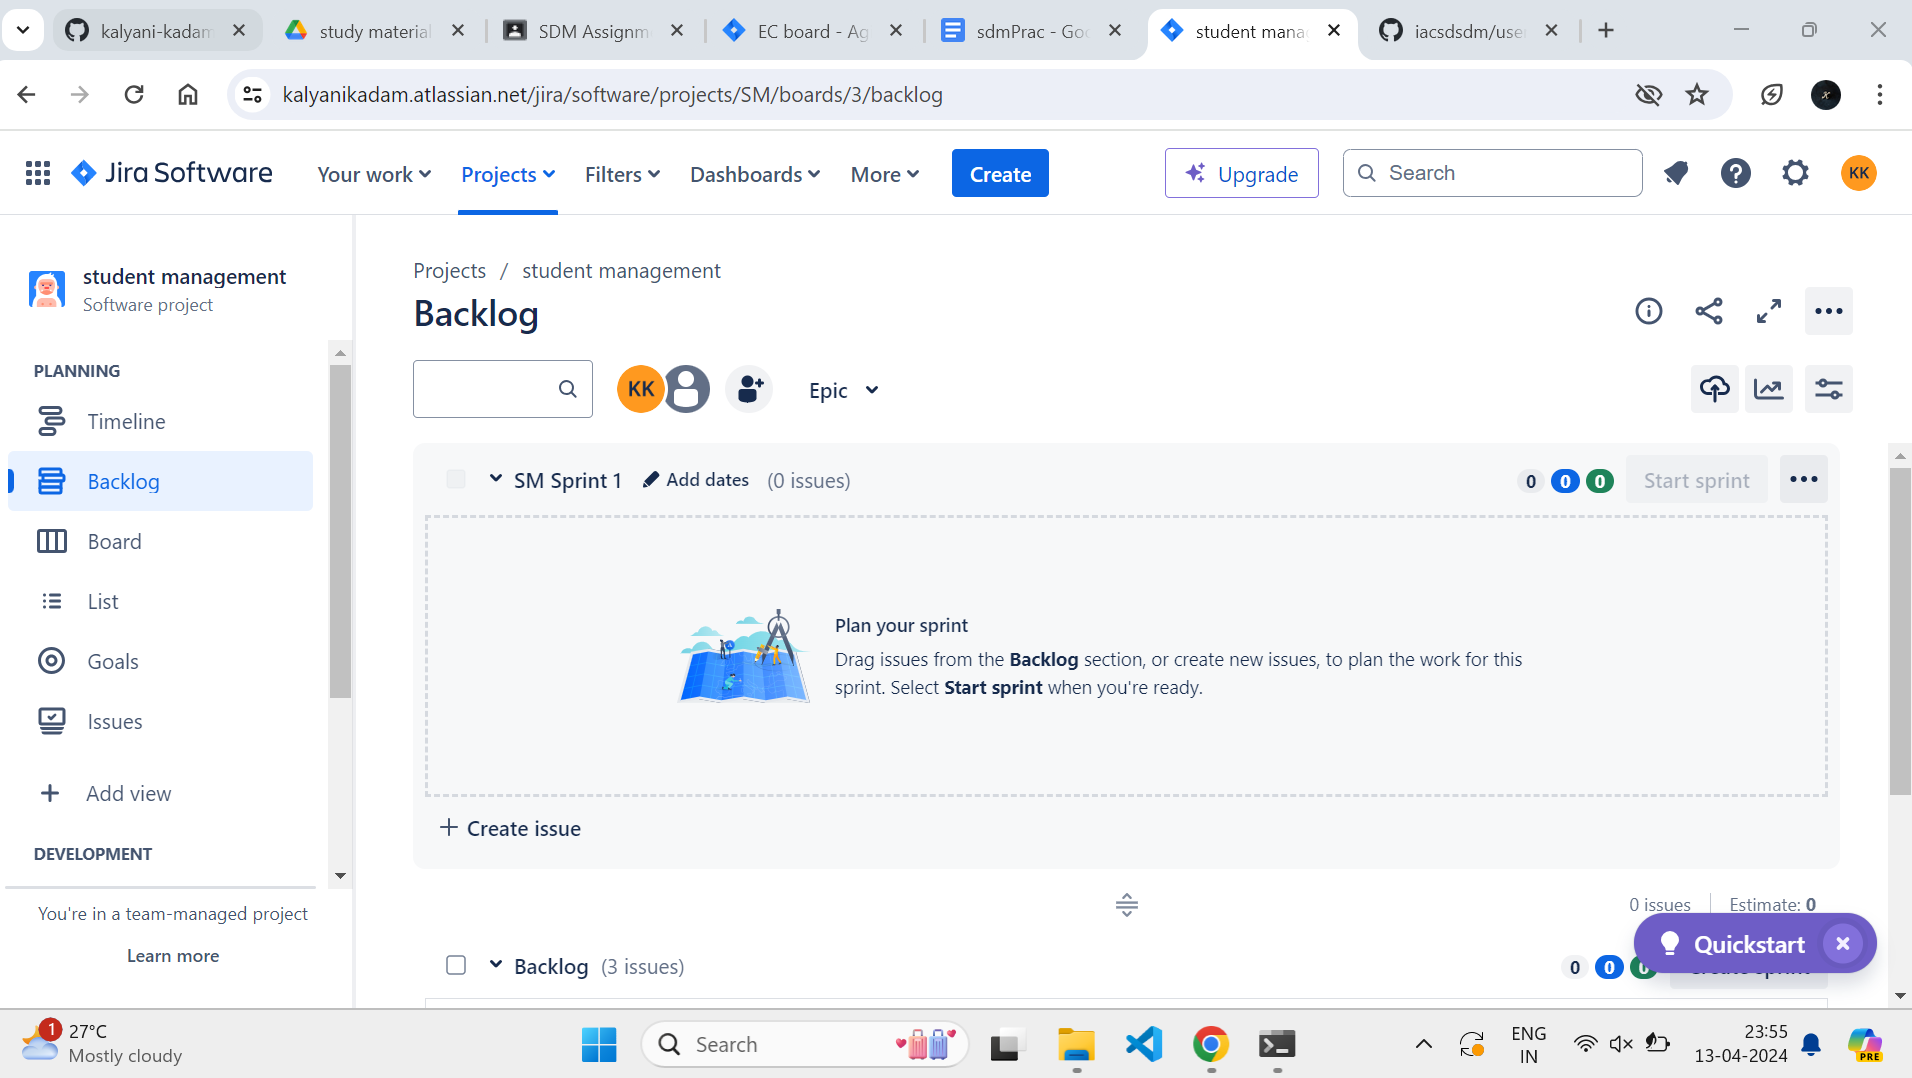 kalyani-kadam
study material
SDM Assignm
EC board - Ag
sdmPrac - Goo
student mana
iacsdsdm/user
kalyanikadam.atlassian.net/jira/software/projects/SM/boards/3/backlog
Jira Software
Your work
Projects
Filters
Dashboards
More
Create
Upgrade
Search
KK
student management
Software project
PLANNING
Timeline
Backlog
Board
List
Goals
Issues
Add view
DEVELOPMENT
You're in a team-managed project
Learn more
Projects / student management
Backlog
KK
Epic
SM Sprint 1
Add dates
(0 issues)
0 0 0
Start sprint
Plan your sprint
Drag issues from the Backlog section, or create new issues, to plan the work for this
sprint. Select Start sprint when you're ready.
Create issue
0 issues
Estimate: 0
Quickstart
Backlog (3 issues)
0 0 0
Create sprint
1
27°C
Mostly cloudy
Search
ENG
IN
23:55
13-04-2024
PRE